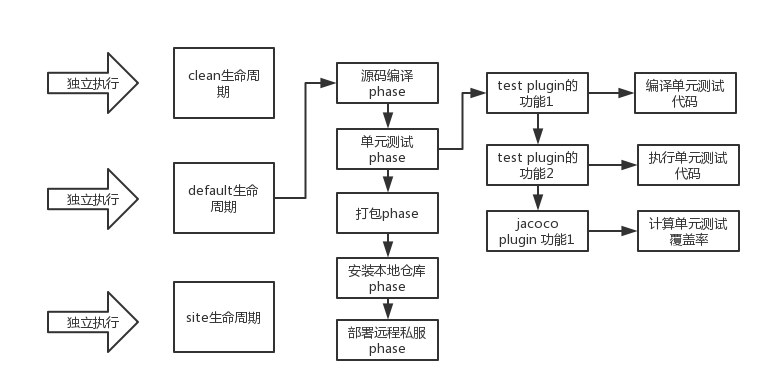 独立执行
clean生命周
期
独立执行
default生命
周期
独立执行
site生命周期
源码编译
phase
单元测试
phase
打包phase
安装本地仓库
phase
部署远程私服
phase
test plugin的
功能1
编译单元测试
代码
test plugin的
功能2
执行单元测试
代码
jacoco
plugin 功能1
计算单元测试
覆盖率